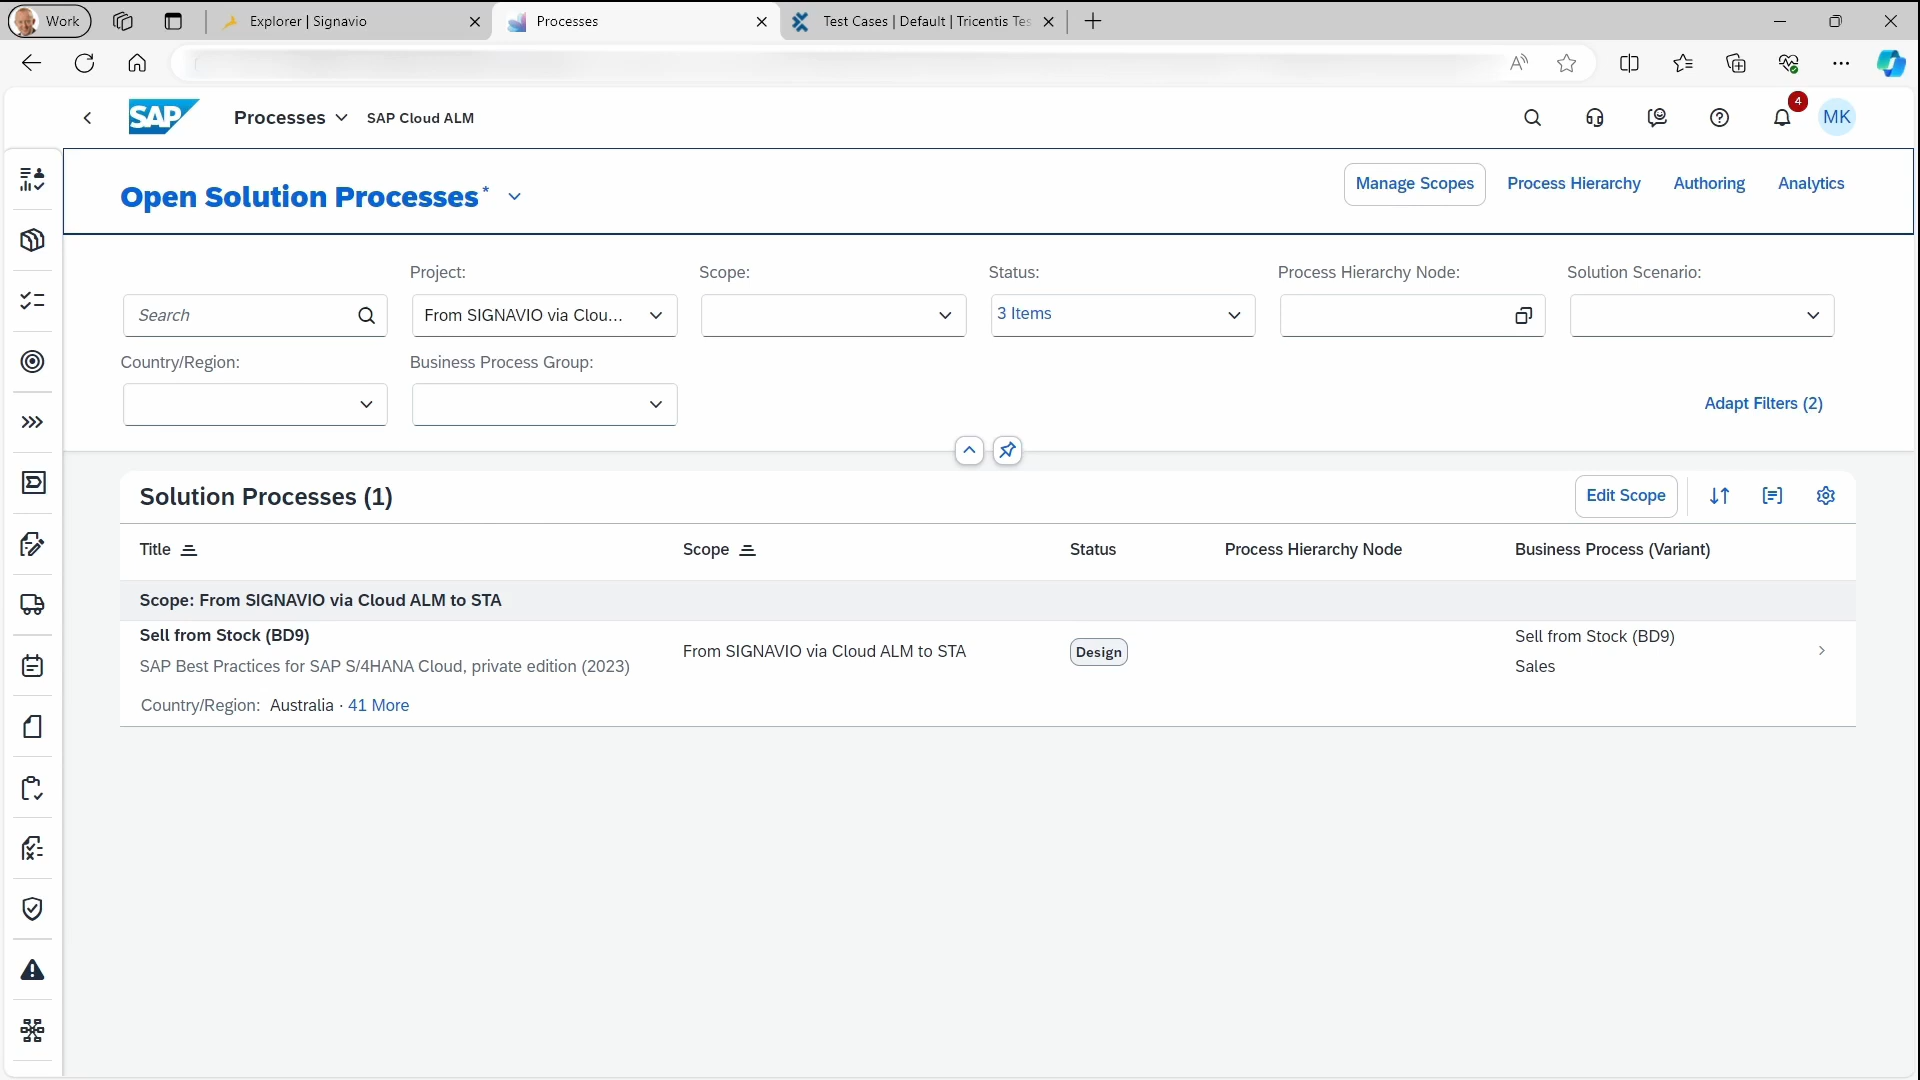 Work
Explorer | Signavio
Processes
Test Cases | Default | Tricentis Tes
SAP
Processes
SAP Cloud ALM
4
MK
Open Solution Processes*
Manage Scopes
Process Hierarchy
Authoring
Analytics
Project:
Scope:
Status:
Process Hierarchy Node:
Solution Scenario:
Search
From SIGNAVIO via Clou...
3 Items
Country/Region:
Business Process Group:
Adapt Filters (2)
Solution Processes (1)
Edit Scope
Title
Scope
Status
Process Hierarchy Node
Business Process (Variant)
Scope: From SIGNAVIO via Cloud ALM to STA
Sell from Stock (BD9)
SAP Best Practices for SAP S/4HANA Cloud, private edition (2023)
Country/Region: Australia · 41 More
From SIGNAVIO via Cloud ALM to STA
Design
Sell from Stock (BD9)
Sales